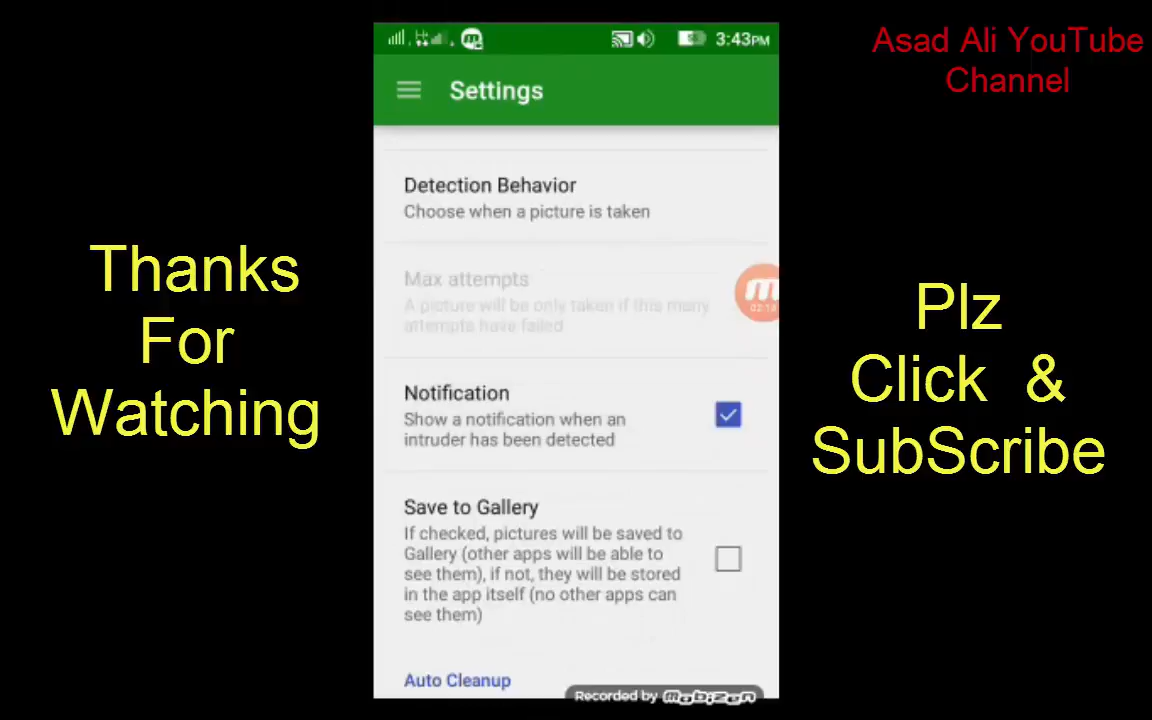 3:43PM
Asad Ali YouTube
Channel
Settings
Detection Behavior
Choose when a picture is taken
Max attempts
A picture will be only taken if this many
attempts have failed
Thanks
For
Watching
Plz
Click &
SubScribe
Notification
Show a notification when an
intruder has been detected
Save to Gallery
If checked, pictures will be saved to
Gallery (other apps will be able to
see them), if not, they will be stored
in the app itself (no other apps can
see them)
Auto Cleanup
Recorded by mobizen